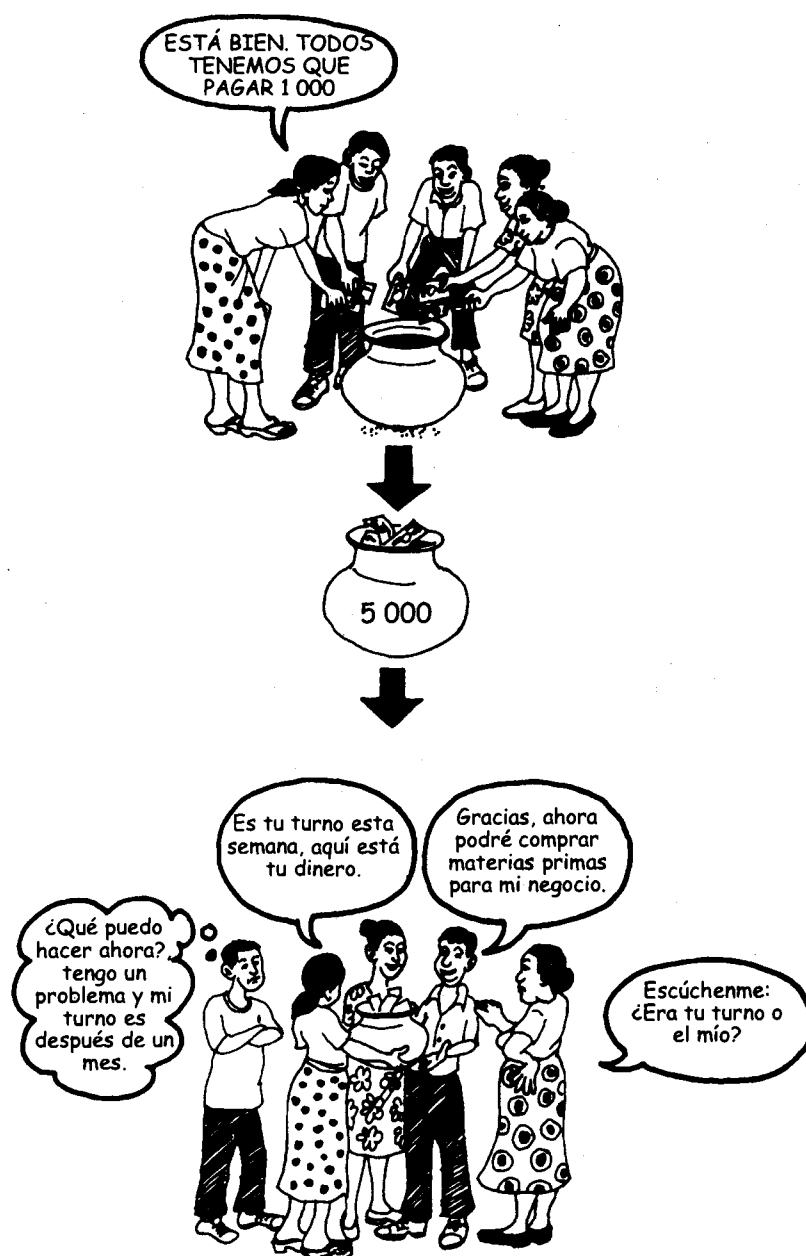 ESTÁ BIEN. TODOS
TENEMOS QUE
PAGAR 1 000
5 000
Es tu turno esta
semana, aquí está
tu dinero.
Gracias, ahora
podré comprar
materias primas
para mi negocio.
¿Qué puedo
hacer ahora?,
tengo un
problema y mi
turno es
después de un
mes.
Escúchenme:
¿Era tu turno o
el mío?